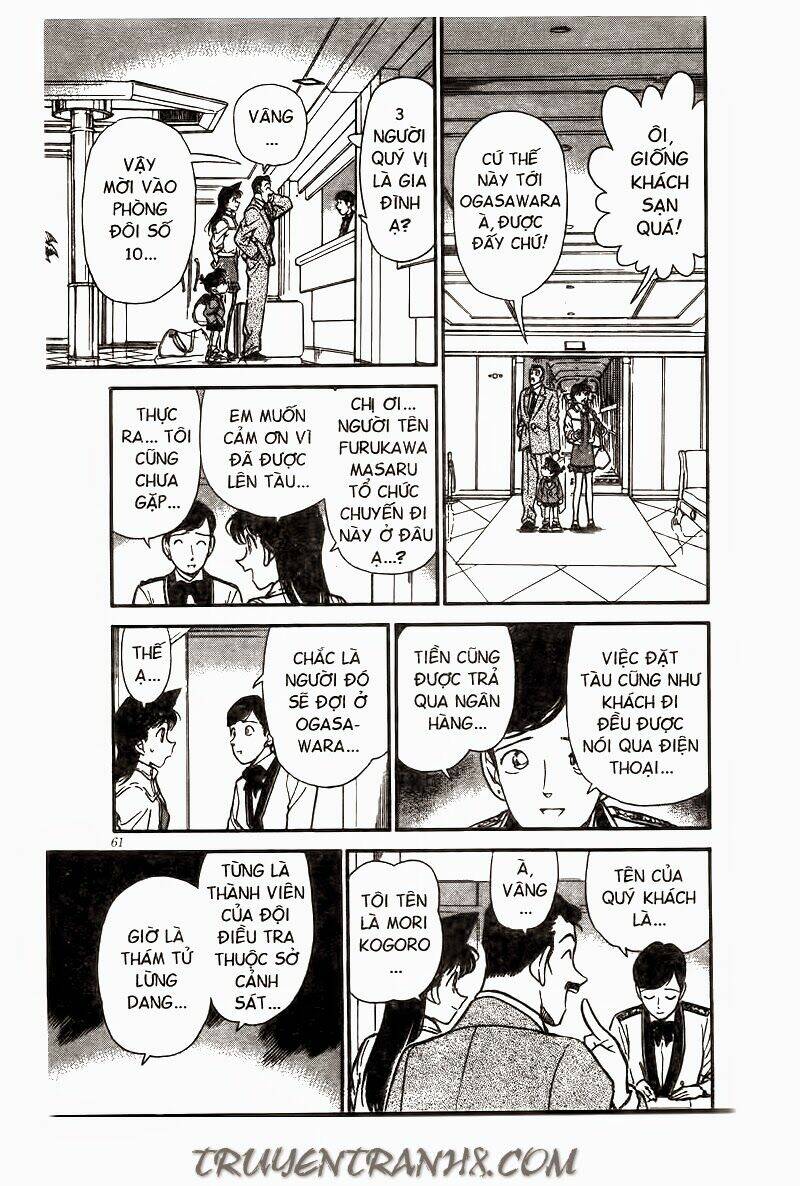 ÔI,
GIỐNG
KHÁCH
SẠN
QUÁ!
CỨ THẾ
NÀY TỚI
OGASAWARA
À, ĐƯỢC
ĐẤY CHỨ!
3
NGƯỜI
QUÝ VỊ
LÀ GIA
ĐÌNH
Ạ?
VÂNG
...
VẬY
MỜI VÀO
PHÒNG
ĐÔI SỐ
10...
CHỊ ƠI...
NGƯỜI TÊN
FURUKAWA
MASARU
TỔ CHỨC
CHUYẾN ĐI
NÀY Ở ĐÂU
Ạ...?
EM MUỐN
CẢM ƠN VÌ
ĐÃ ĐƯỢC
LÊN TÀU...
THỰC
RA... TÔI
CŨNG
CHƯA
GẶP...
VIỆC ĐẶT
TÀU CŨNG NHƯ
KHÁCH ĐI
ĐỀU ĐƯỢC
NÓI QUA ĐIỆN
THOẠI...
TIỀN CŨNG
ĐƯỢC TRẢ
QUA NGÂN
HÀNG...
CHẮC LÀ
NGƯỜI ĐÓ
SẼ ĐỢI Ở
OGASA-
WARA...
THẾ
Ạ...
61
TÊN CỦA
QUÝ KHÁCH
LÀ...
À,
VÂNG
...
TÔI TÊN
LÀ MORI
KOGORO
...
TỪNG LÀ
THÀNH VIÊN
CỦA ĐỘI
ĐIỀU TRA
THUỘC SỞ
CẢNH
SÁT...
GIỜ LÀ
THÁM TỬ
LỪNG
DANG...
TRUYENTRANH8.COM